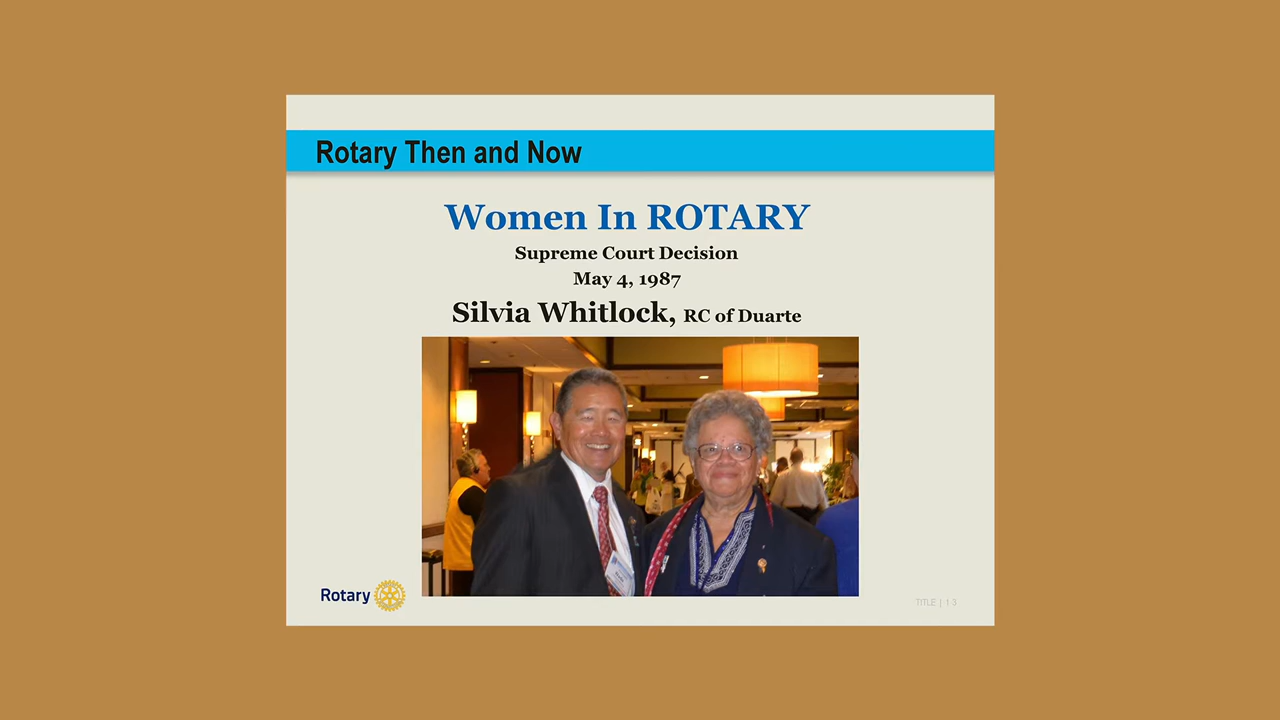 Rotary Then and Now
Women In ROTARY
Supreme Court Decision
May 4, 1987
Silvia Whitlock, RC of Duarte
Rotary
TITLE | 13